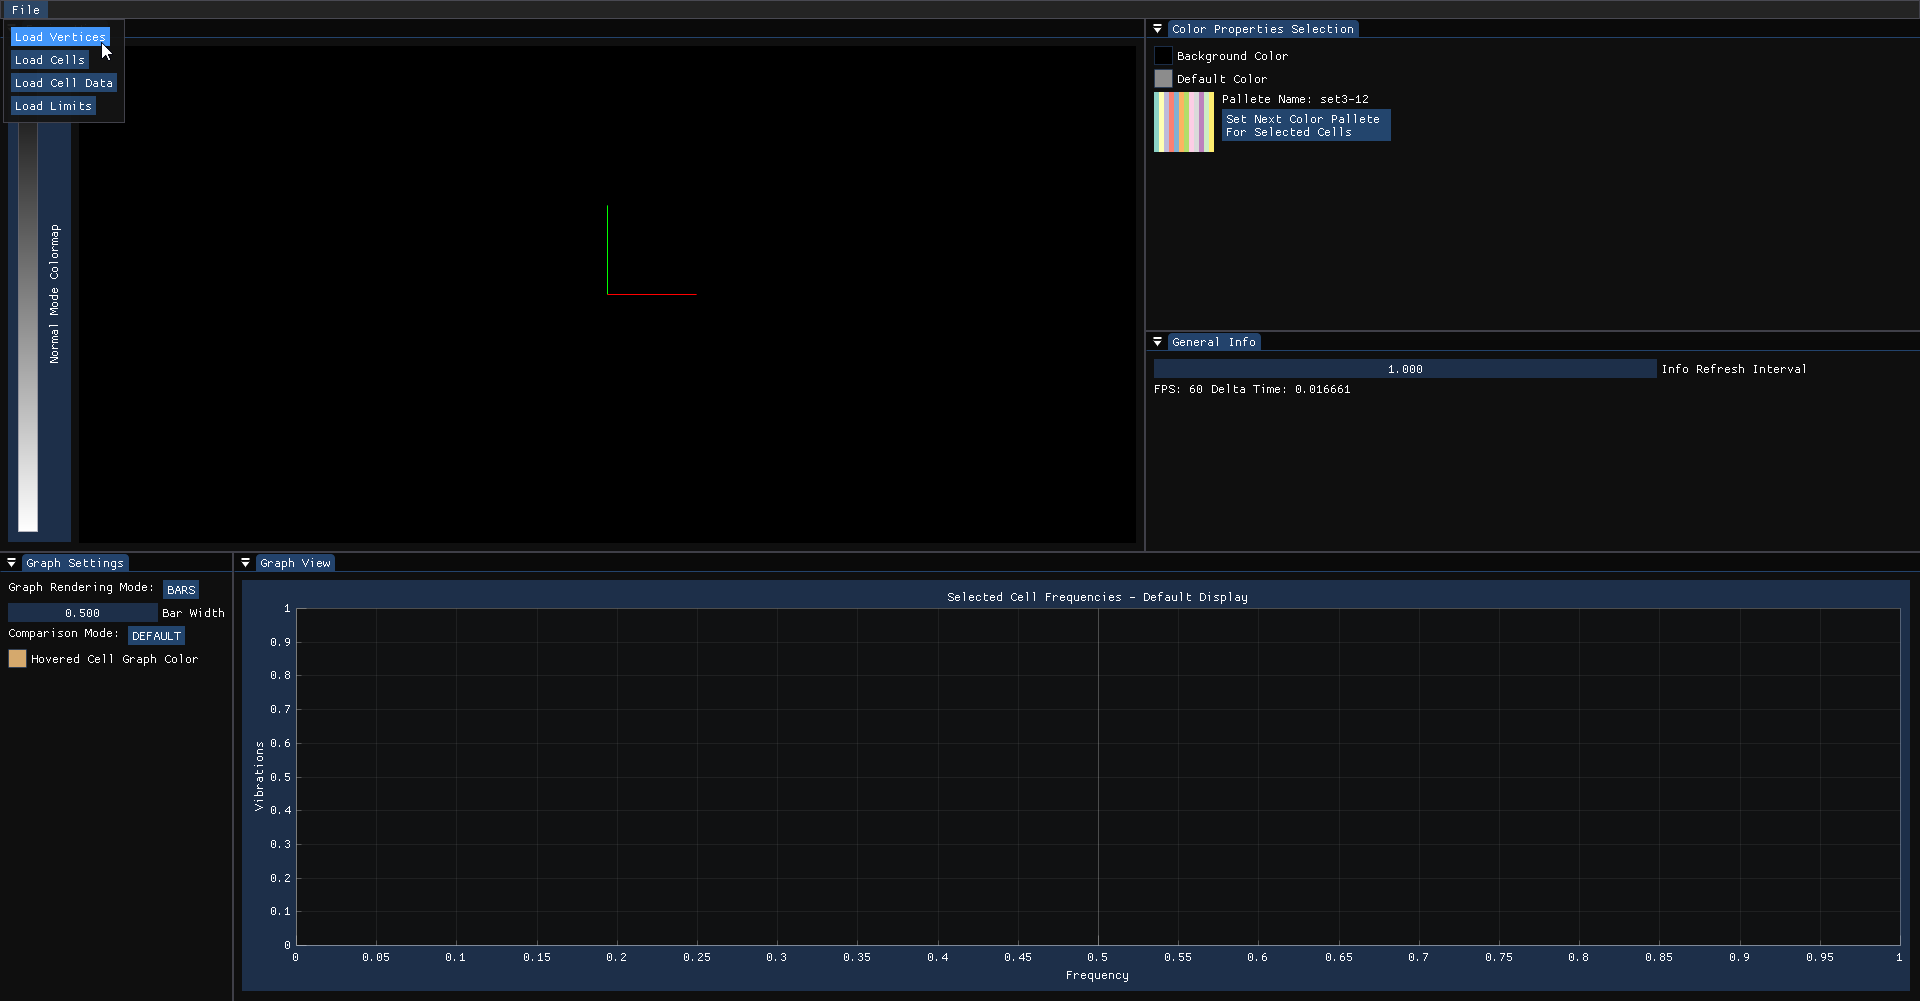 File
Load Vertices
Load Cells
Load Cell Data
Load Limits
Normal Mode Colormap
Color Properties Selection
Background Color
Default Color
Pallete Name: set3-12
Set Next Color Pallete
For Selected Cells
General Info
1.000 Info Refresh Interval
FPS: 60 Delta Time: 0.016661
Graph Settings
Graph Rendering Mode: BARS
0.500 Bar Width
Comparison Mode: DEFAULT
Hovered Cell Graph Color
Graph View
Selected Cell Frequencies - Default Display
Vibrations
1
0.9
0.8
0.7
0.6
0.5
0.4
0.3
0.2
0.1
0
0 0.05 0.1 0.15 0.2 0.25 0.3 0.35 0.4 0.45 0.5 0.55 0.6 0.65 0.7 0.75 0.8 0.85 0.9 0.95 1
Frequency